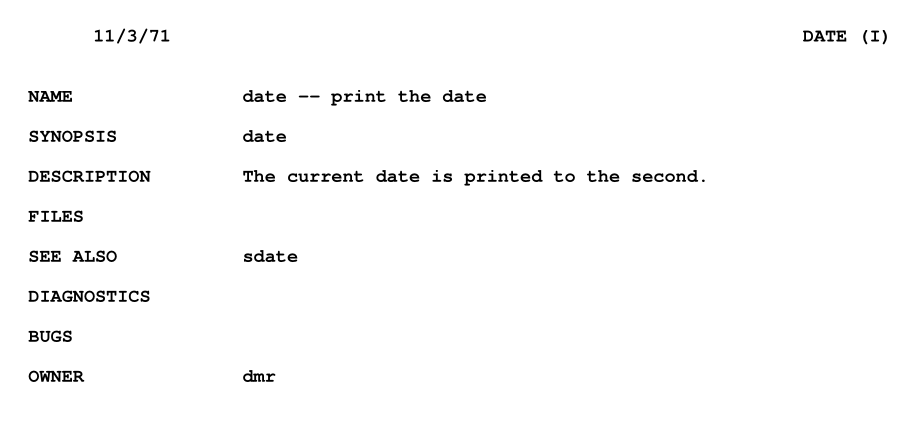 11/3/71 DATE (I)
NAME date -- print the date
SYNOPSIS date
DESCRIPTION The current date is printed to the second.
FILES
SEE ALSO sdate
DIAGNOSTICS
BUGS
OWNER dmr